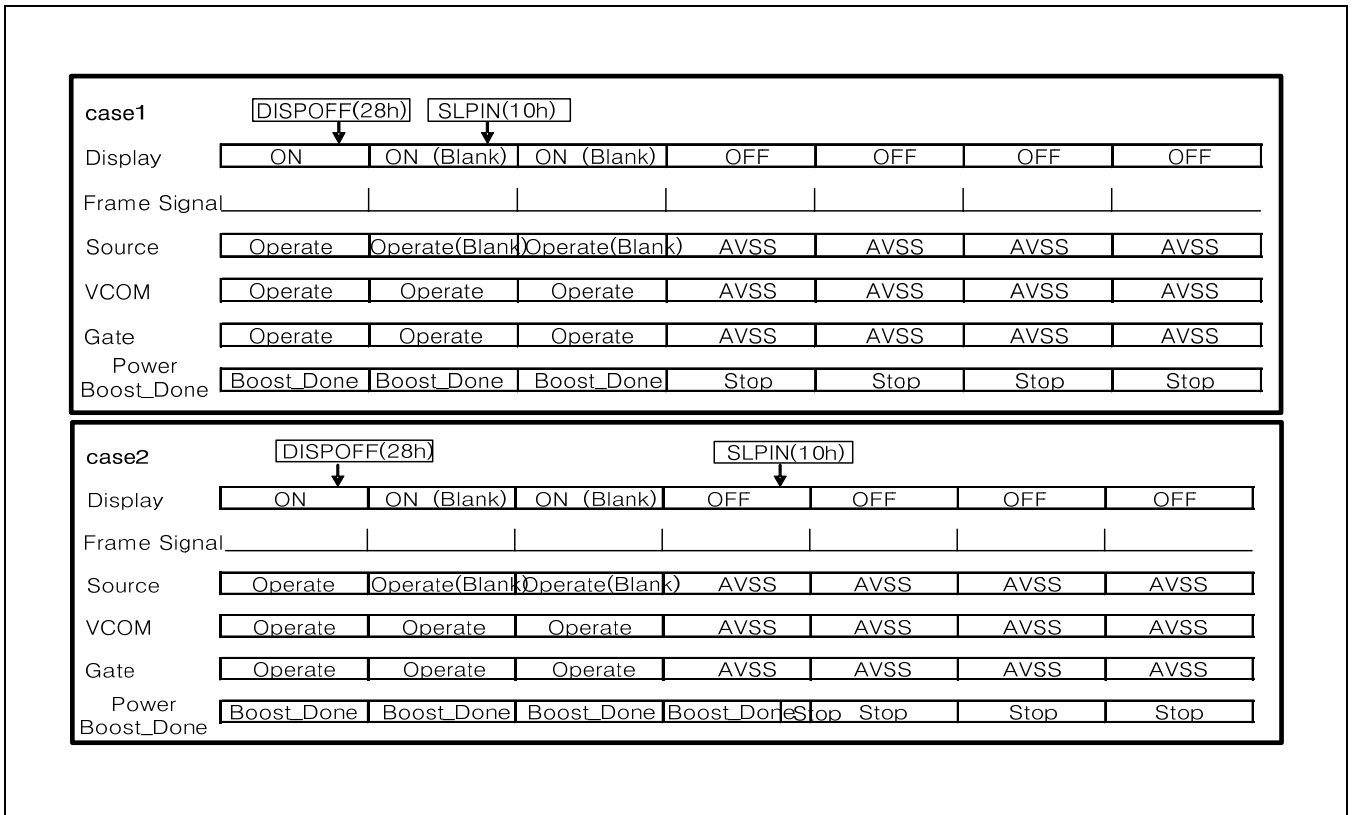 case1
DISPOFF(28h) SLPIN(10h)
Display ON ON (Blank) ON (Blank) OFF OFF OFF OFF
Frame Signal
Source Operate Operate(Blank) Operate(Blank) AVSS AVSS AVSS AVSS
VCOM Operate Operate Operate AVSS AVSS AVSS AVSS
Gate Operate Operate Operate AVSS AVSS AVSS AVSS
Power
Boost_Done Boost_Done Boost_Done Boost_Done Stop Stop Stop Stop
case2
DISPOFF(28h) SLPIN(10h)
Display ON ON (Blank) ON (Blank) OFF OFF OFF OFF
Frame Signal
Source Operate Operate(Blank) Operate(Blank) AVSS AVSS AVSS AVSS
VCOM Operate Operate Operate AVSS AVSS AVSS AVSS
Gate Operate Operate Operate AVSS AVSS AVSS AVSS
Power
Boost_Done Boost_Done Boost_Done Boost_Done Boost_Done Stop Stop Stop Stop